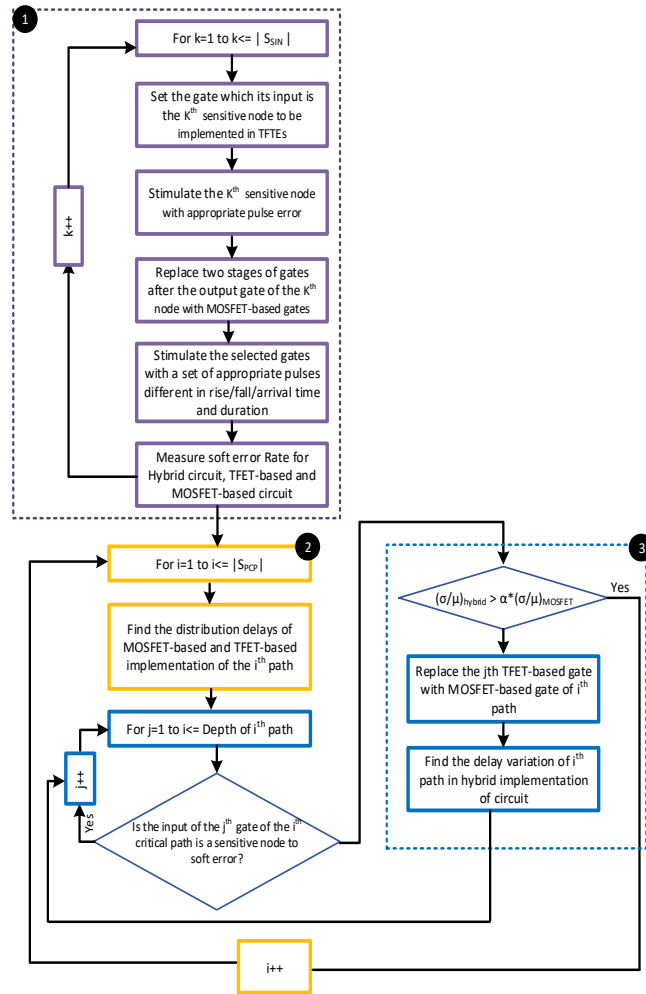 1
For k=1 to k<= | S_SIN |
Set the gate which its input is
the K^th sensitive node to be
implemented in TFTEs
Stimulate the K^th sensitive node
with appropriate pulse error
k++
Replace two stages of gates
after the output gate of the K^th
node with MOSFET-based gates
Stimulate the selected gates
with a set of appropriate pulses
different in rise/fall/arrival time
and duration
Measure soft error Rate for
Hybrid circuit, TFET-based and
MOSFET-based circuit
2
For i=1 to i<= |S_PCP|
Find the distribution delays of
MOSFET-based and TFET-based
implementation of the i^th path
For j=1 to i<= Depth of i^th path
j++
Yes
Is the input of the j^th gate of the i^th
critical path is a sensitive node to
soft error?
3
(σ/μ)_hybrid > α*(σ/μ)_MOSFET
Yes
Replace the jth TFET-based gate
with MOSFET-based gate of i^th
path
Find the delay variation of i^th
path in hybrid implementation
of circuit
i++